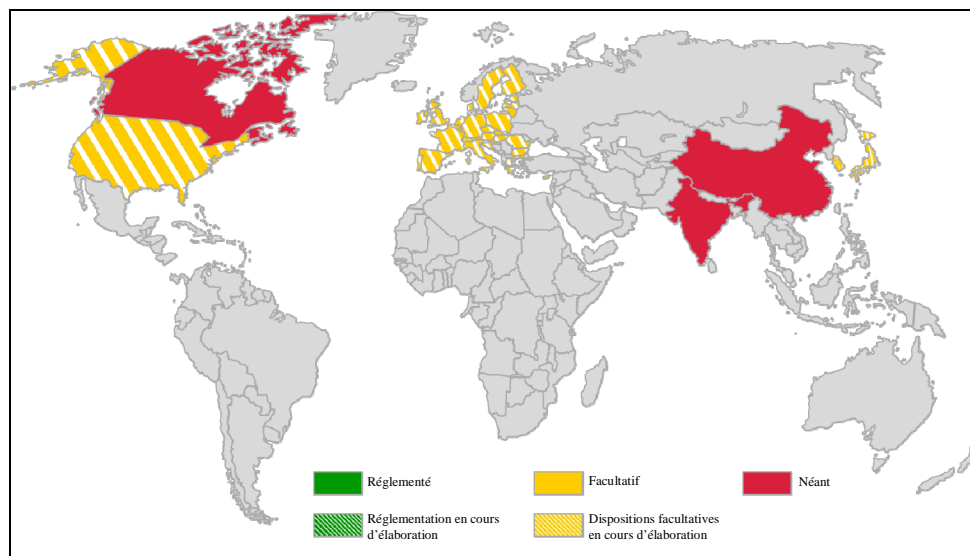 Réglementé
Facultatif
Néant
Réglementation en cours
d’élaboration
Dispositions facultatives
en cours d’élaboration